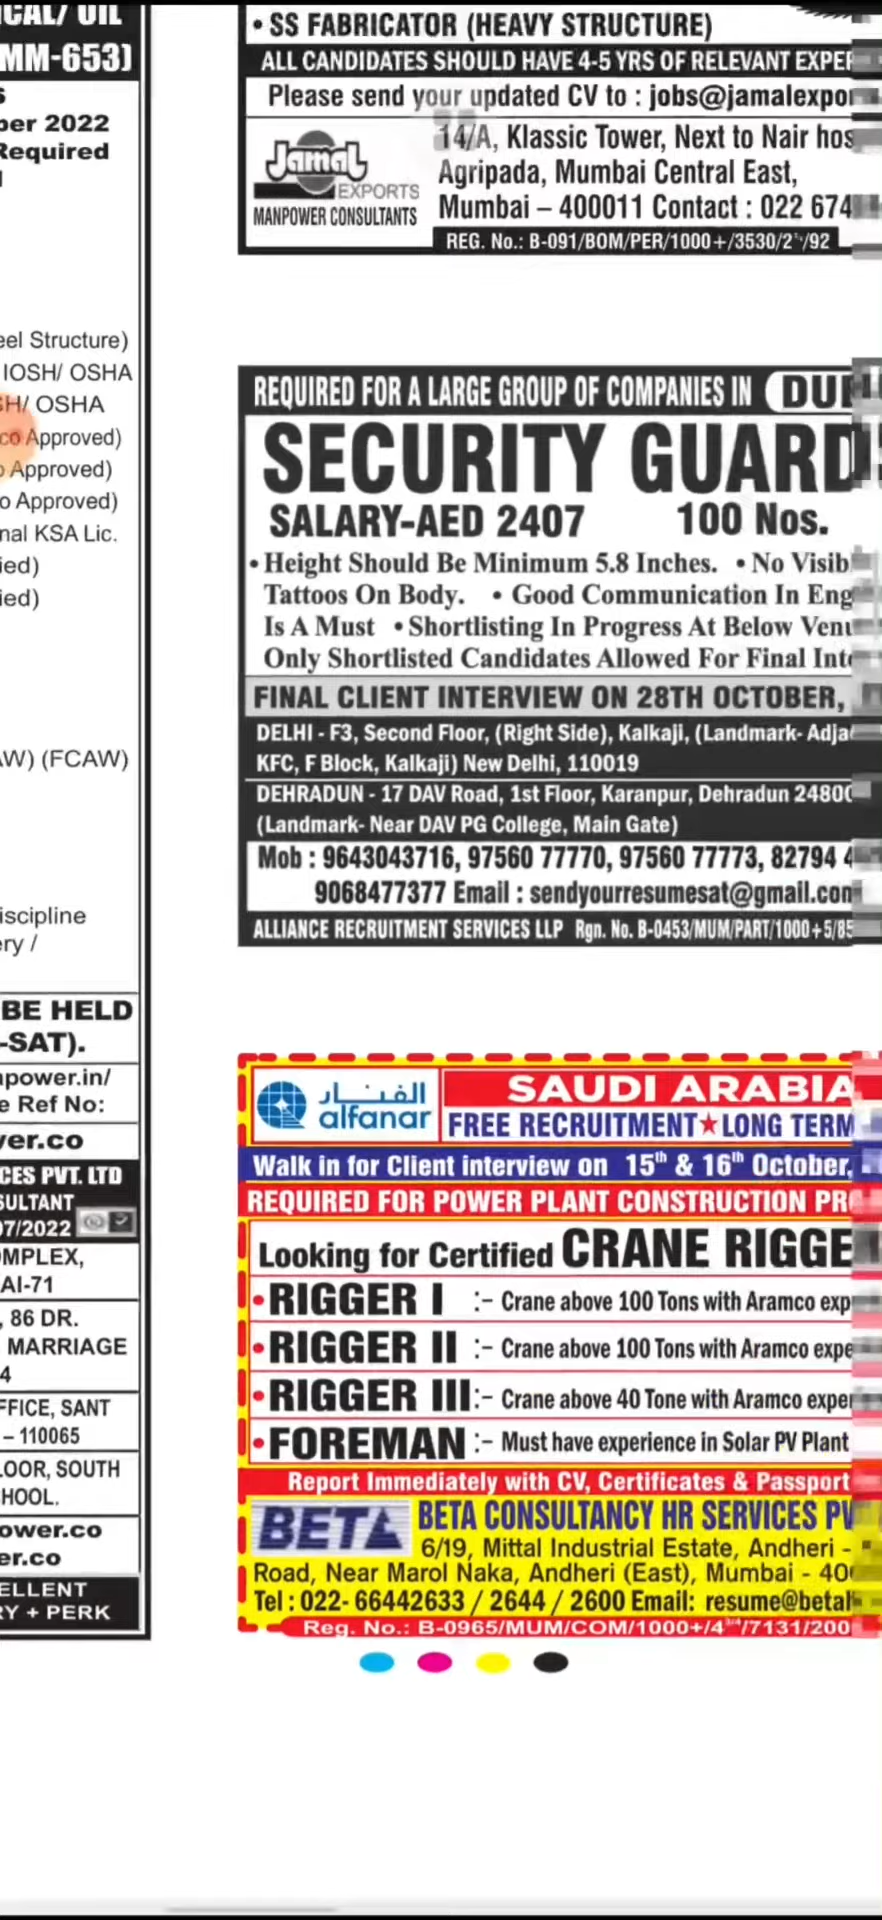 CAL/ OIL
MM-653)
ber 2022
Required
eel Structure)
IOSH/ OSHA
SH/ OSHA
co Approved)
o Approved)
o Approved)
nal KSA Lic.
ied)
ied)
AW) (FCAW)
iscipline
ery /
BE HELD
-SAT).
npower.in/
e Ref No:
ver.co
CES PVT. LTD
SULTANT
07/2022
OMPLEX,
AI-71
, 86 DR.
MARRIAGE
4
FFICE, SANT
– 110065
LOOR, SOUTH
HOOL.
ower.co
er.co
ELLENT
RY + PERK
• SS FABRICATOR (HEAVY STRUCTURE)
ALL CANDIDATES SHOULD HAVE 4-5 YRS OF RELEVANT EXPER
Please send your updated CV to : jobs@jamalexpo
Jamal
EXPORTS
MANPOWER CONSULTANTS
14/A, Klassic Tower, Next to Nair hos
Agripada, Mumbai Central East,
Mumbai – 400011 Contact : 022 674
REG. No.: B-091/BOM/PER/1000+/3530/2 /92
REQUIRED FOR A LARGE GROUP OF COMPANIES IN DU
SECURITY GUARD
SALARY-AED 2407 100 Nos.
• Height Should Be Minimum 5.8 Inches. • No Visib
Tattoos On Body. • Good Communication In Eng
Is A Must • Shortlisting In Progress At Below Venu
Only Shortlisted Candidates Allowed For Final Inte
FINAL CLIENT INTERVIEW ON 28TH OCTOBER,
DELHI - F3, Second Floor, (Right Side), Kalkaji, (Landmark- Adja
KFC, F Block, Kalkaji) New Delhi, 110019
DEHRADUN - 17 DAV Road, 1st Floor, Karanpur, Dehradun 24800
(Landmark- Near DAV PG College, Main Gate)
Mob : 9643043716, 97560 77770, 97560 77773, 82794 4
9068477377 Email : sendyourresumesat@gmail.com
ALLIANCE RECRUITMENT SERVICES LLP Rgn. No. B-0453/MUM/PART/1000+5/85
الفنار
alfanar
SAUDI ARABIA
FREE RECRUITMENT★LONG TERM
Walk in for Client interview on 15th & 16th October,
REQUIRED FOR POWER PLANT CONSTRUCTION PR
Looking for Certified CRANE RIGGE
• RIGGER I :- Crane above 100 Tons with Aramco exp
• RIGGER II :- Crane above 100 Tons with Aramco expe
• RIGGER III :- Crane above 40 Tone with Aramco exper
• FOREMAN :- Must have experience in Solar PV Plant
Report Immediately with CV, Certificates & Passport
BETA
BETA CONSULTANCY HR SERVICES PV
6/19, Mittal Industrial Estate, Andheri -
Road, Near Marol Naka, Andheri (East), Mumbai - 40
Tel : 022- 66442633 / 2644 / 2600 Email: resume@beta
Reg. No.: B-0965/MUM/COM/1000+/4 /7131/200